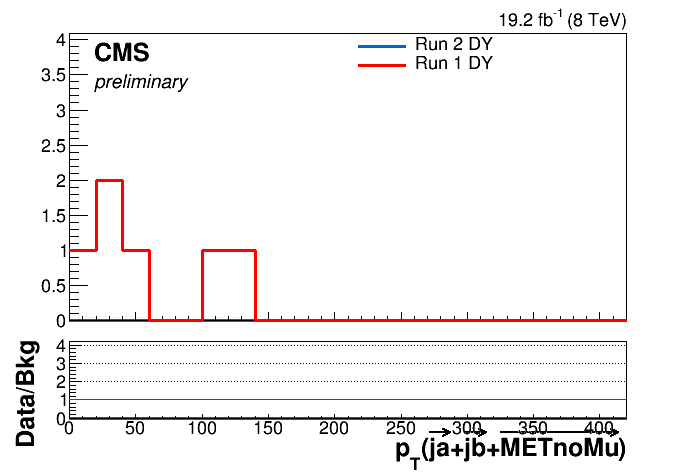 19.2 fb-1 (8 TeV)
CMS
preliminary
Run 2 DY
Run 1 DY
4
3.5
3
2.5
2
1.5
1
0.5
0
Data/Bkg
4
3
2
1
0
0 50 100 150 200 250 300 350 400
pT(ja+jb+METnoMu)